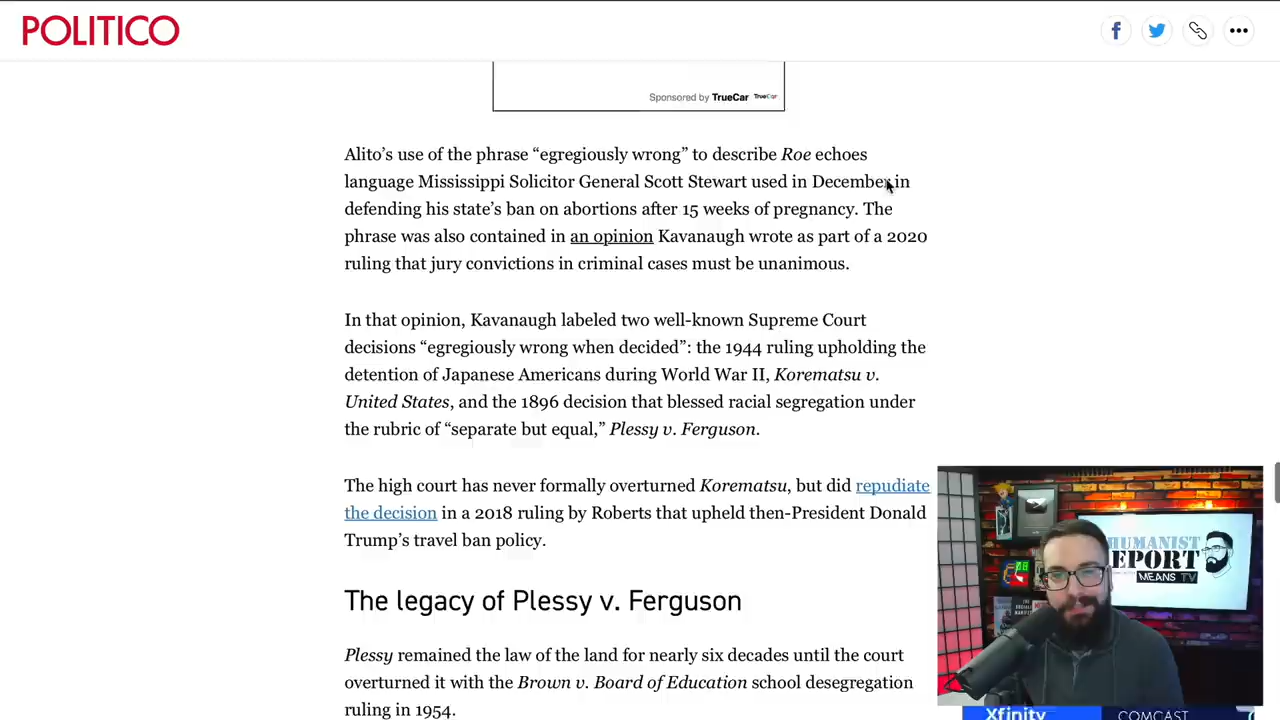 POLITICO
Sponsored by TrueCar TrueCar
Alito’s use of the phrase “egregiously wrong” to describe Roe echoes
language Mississippi Solicitor General Scott Stewart used in December in
defending his state’s ban on abortions after 15 weeks of pregnancy. The
phrase was also contained in an opinion Kavanaugh wrote as part of a 2020
ruling that jury convictions in criminal cases must be unanimous.
In that opinion, Kavanaugh labeled two well-known Supreme Court
decisions “egregiously wrong when decided”: the 1944 ruling upholding the
detention of Japanese Americans during World War II, Korematsu v.
United States, and the 1896 decision that blessed racial segregation under
the rubric of “separate but equal,” Plessy v. Ferguson.
The high court has never formally overturned Korematsu, but did repudiate
the decision in a 2018 ruling by Roberts that upheld then-President Donald
Trump’s travel ban policy.
The legacy of Plessy v. Ferguson
Plessy remained the law of the land for nearly six decades until the court
overturned it with the Brown v. Board of Education school desegregation
ruling in 1954.
HUMANIST
REPORT
MEANS TV
Xfinity
COMCAST